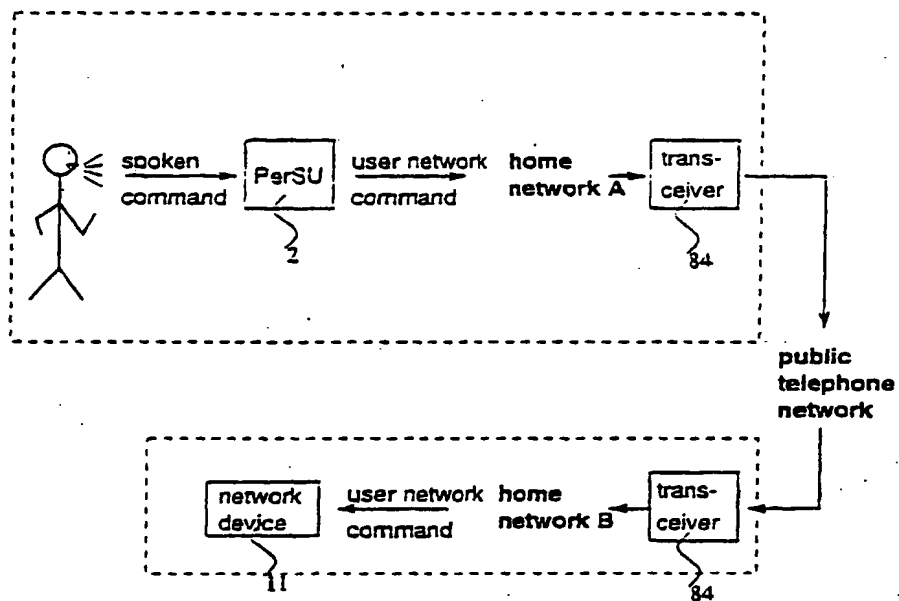 spoken
command
PerSU
2
user network
command
home
network A
trans-
ceiver
84
public
telephone
network
trans-
ceiver
84
home
network B
user network
command
network
device
11